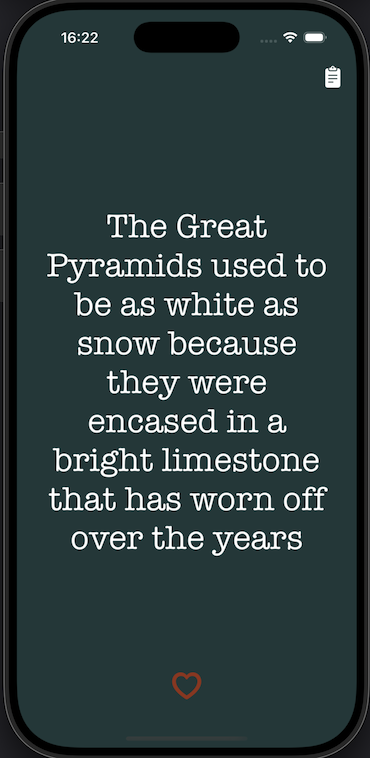 16:22
The Great
Pyramids used to
be as white as
snow because
they were
encased in a
bright limestone
that has worn off
over the years